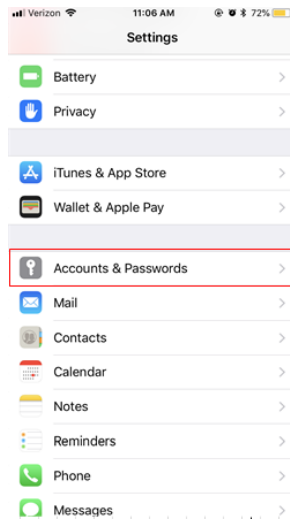 Verizon 11:06 AM 72%
Settings
Battery
Privacy
iTunes & App Store
Wallet & Apple Pay
Accounts & Passwords
Mail
Contacts
Calendar
Notes
Reminders
Phone
Messages